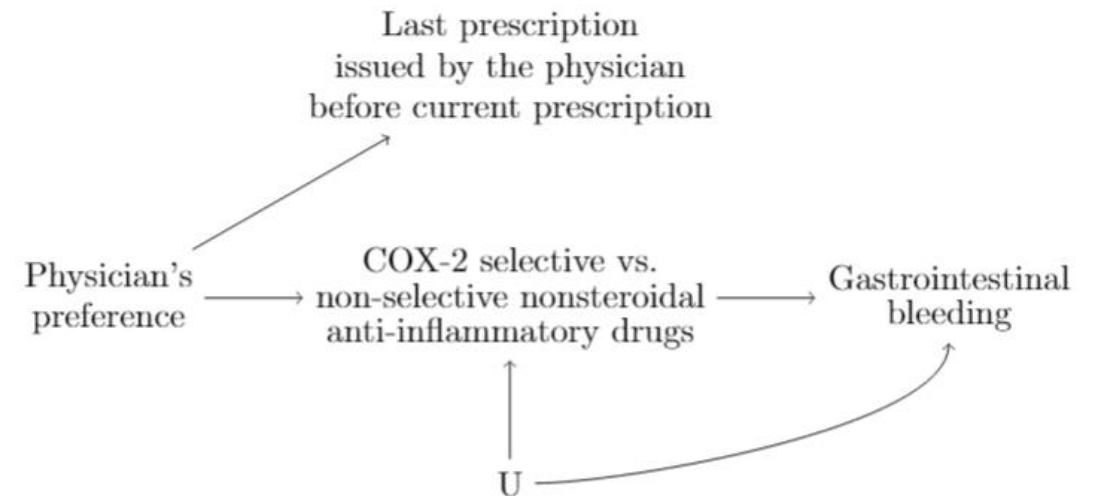 Last prescription
issued by the physician
before current prescription
Physician's
preference
COX-2 selective vs.
non-selective nonsteroidal
anti-inflammatory drugs
Gastrointestinal
bleeding
U